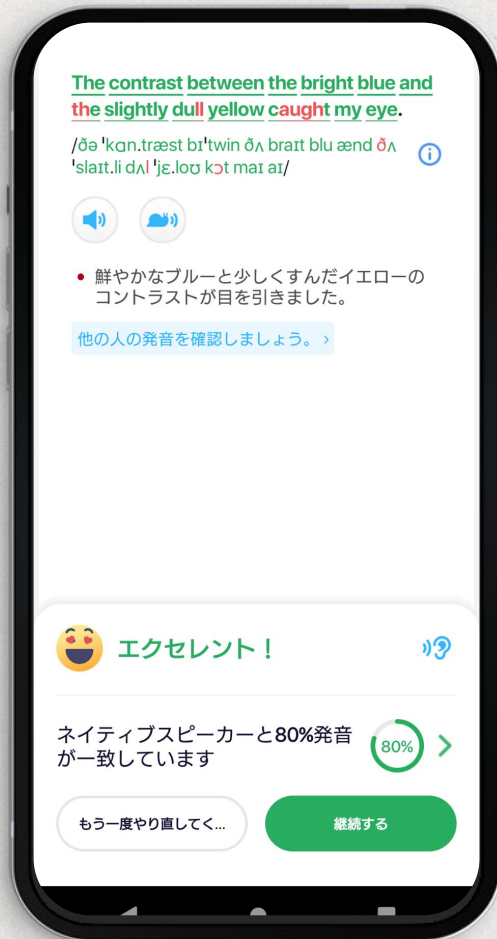 The contrast between the bright blue and
the slightly dull yellow caught my eye.
/ðə ˈkɑn.træst bɪˈtwin ðʌ braɪt blu ænd ðʌ
ˈslaɪt.li dʌl ˈjɛ.loʊ kɔt maɪ aɪ/
• 鮮やかなブルーと少しくすんだイエローの
コントラストが目を引きました。
他の人の発音を確認しましょう。 ›
エクセレント！
ネイティブスピーカーと80%発音
が一致しています
80%
もう一度やり直してく...
継続する